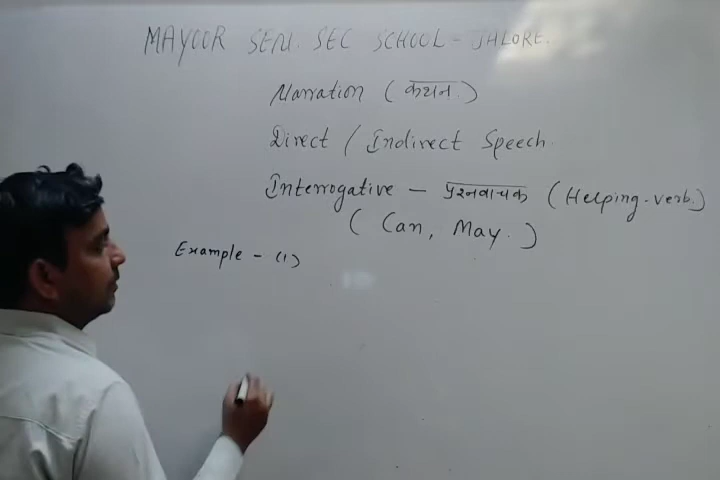 MAYOOR SENI. SEC SCHOOL - JALORE.
Narration (कथन.)
Direct / Indirect Speech.
Interrogative - प्रश्नवाचक (Helping-verb.)
(Can, May.)
Example - (1)